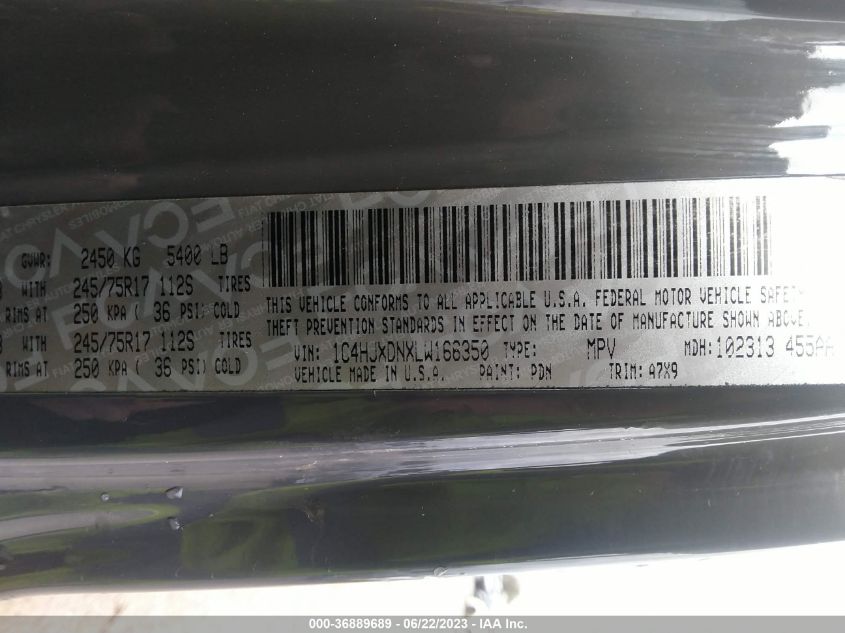 GVWR: 2450 KG 5400 LB
WITH 245/75R17 112S TIRES
RIMS AT 250 KPA ( 36 PSI) COLD
WITH 245/75R17 112S TIRES
RIMS AT 250 KPA ( 36 PSI) COLD
THIS VEHICLE CONFORMS TO ALL APPLICABLE U.S.A. FEDERAL MOTOR VEHICLE
THEFT PREVENTION STANDARDS IN EFFECT ON THE DATE OF MANUFACTURE SHOWN ABOVE.
VIN: 1C4HJXDNXLW166350 TYPE: MPV MDH: 102313 455AA
VEHICLE MADE IN U.S.A. PAINT: PDN TRIM: A7X9
000-36889689 - 06/22/2023 - IAA Inc.